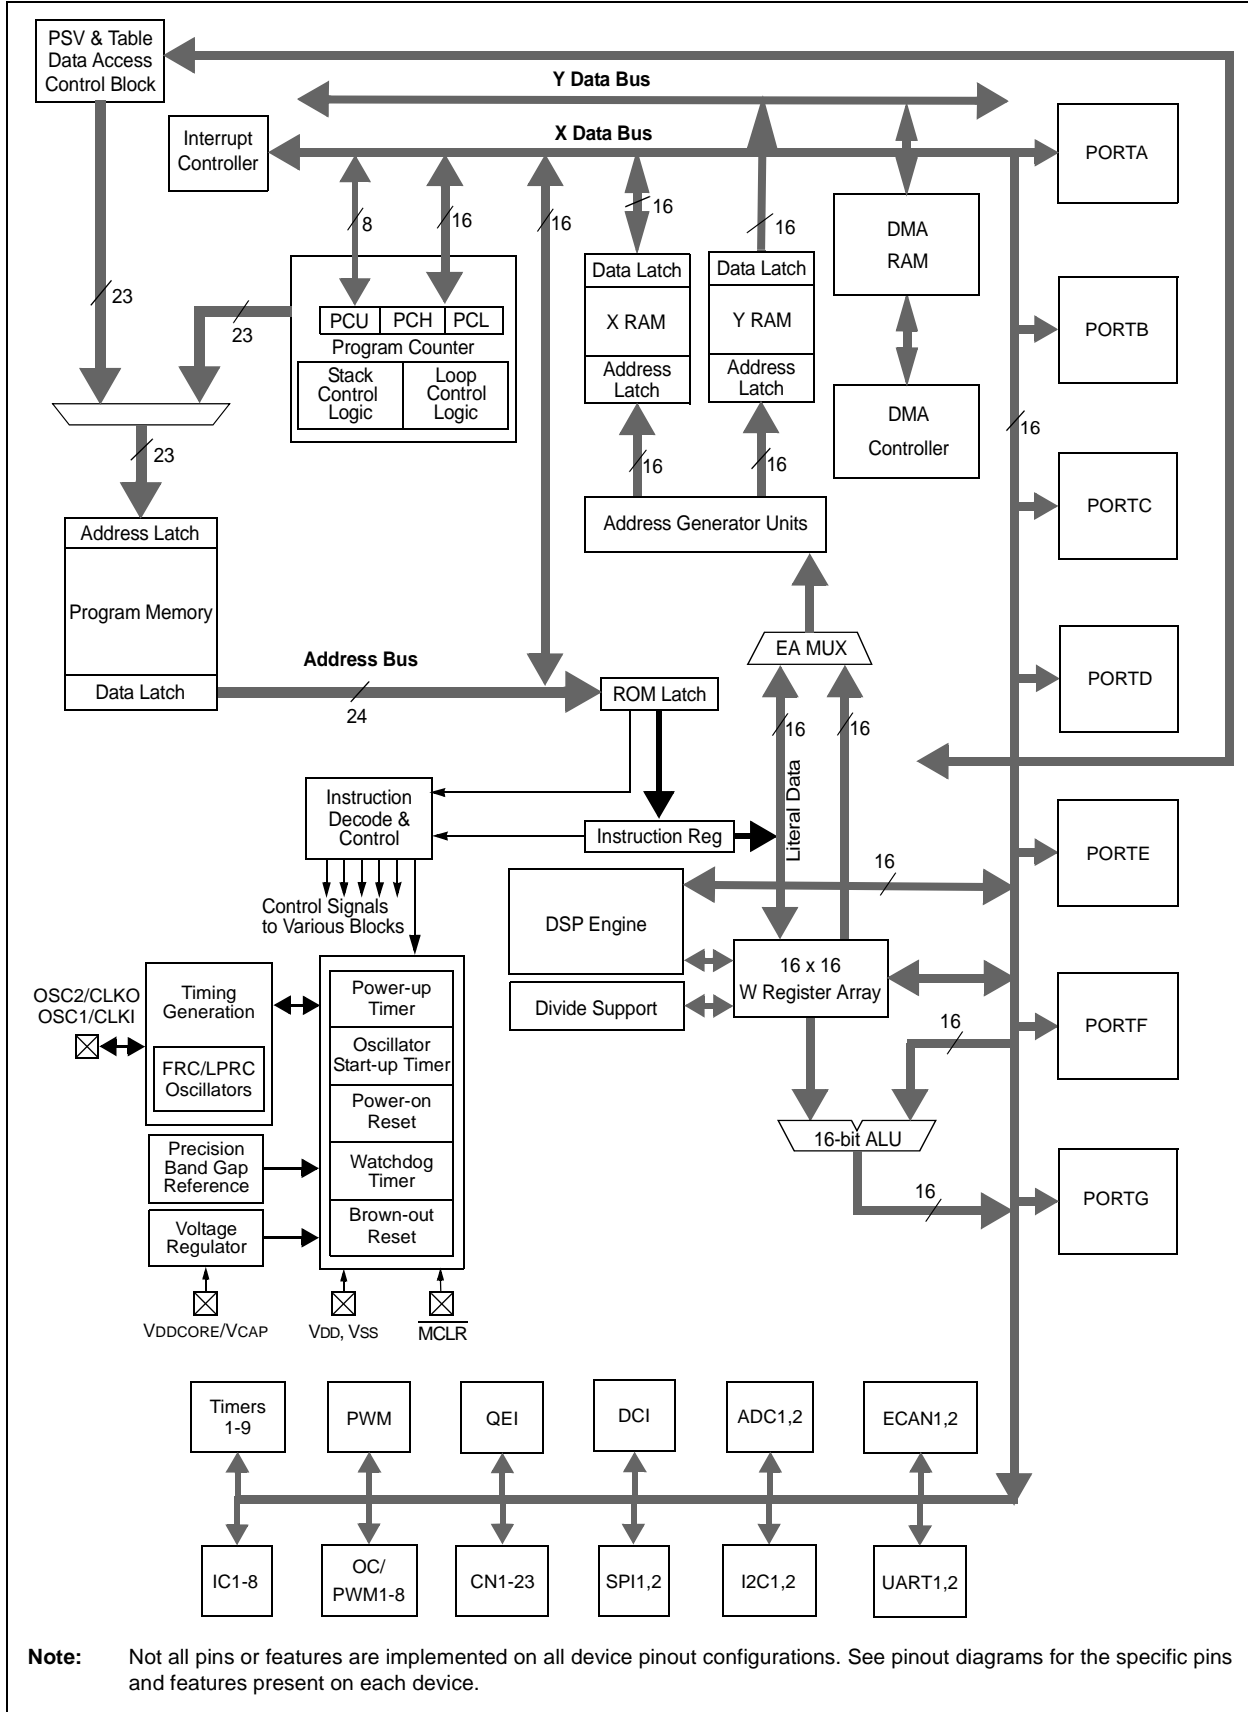 PSV & Table
Data Access
Control Block
Y Data Bus
X Data Bus
Interrupt
Controller
PORTA
8
16
16
16
16
DMA
RAM
23
23
Data Latch
X RAM
Address
Latch
Data Latch
Y RAM
Address
Latch
PCU
PCH
PCL
Program Counter
Stack
Control
Logic
Loop
Control
Logic
PORTB
DMA
Controller
16
23
16
16
PORTC
Address Latch
Program Memory
Data Latch
Address Generator Units
EA MUX
Address Bus
24
ROM Latch
PORTD
16
16
Literal Data
Instruction
Decode &
Control
Instruction Reg
PORTE
16
Control Signals
to Various Blocks
DSP Engine
Divide Support
16 x 16
W Register Array
OSC2/CLKO
OSC1/CLKI
Timing
Generation
FRC/LPRC
Oscillators
Power-up
Timer
Oscillator
Start-up Timer
Power-on
Reset
Watchdog
Timer
Brown-out
Reset
16
PORTF
16-bit ALU
Precision
Band Gap
Reference
Voltage
Regulator
16
PORTG
VDDCORE/VCAP
VDD, VSS
MCLR
Timers
1-9
PWM
QEI
DCI
ADC1,2
ECAN1,2
IC1-8
OC/
PWM1-8
CN1-23
SPI1,2
I2C1,2
UART1,2
Note: Not all pins or features are implemented on all device pinout configurations. See pinout diagrams for the specific pins
and features present on each device.